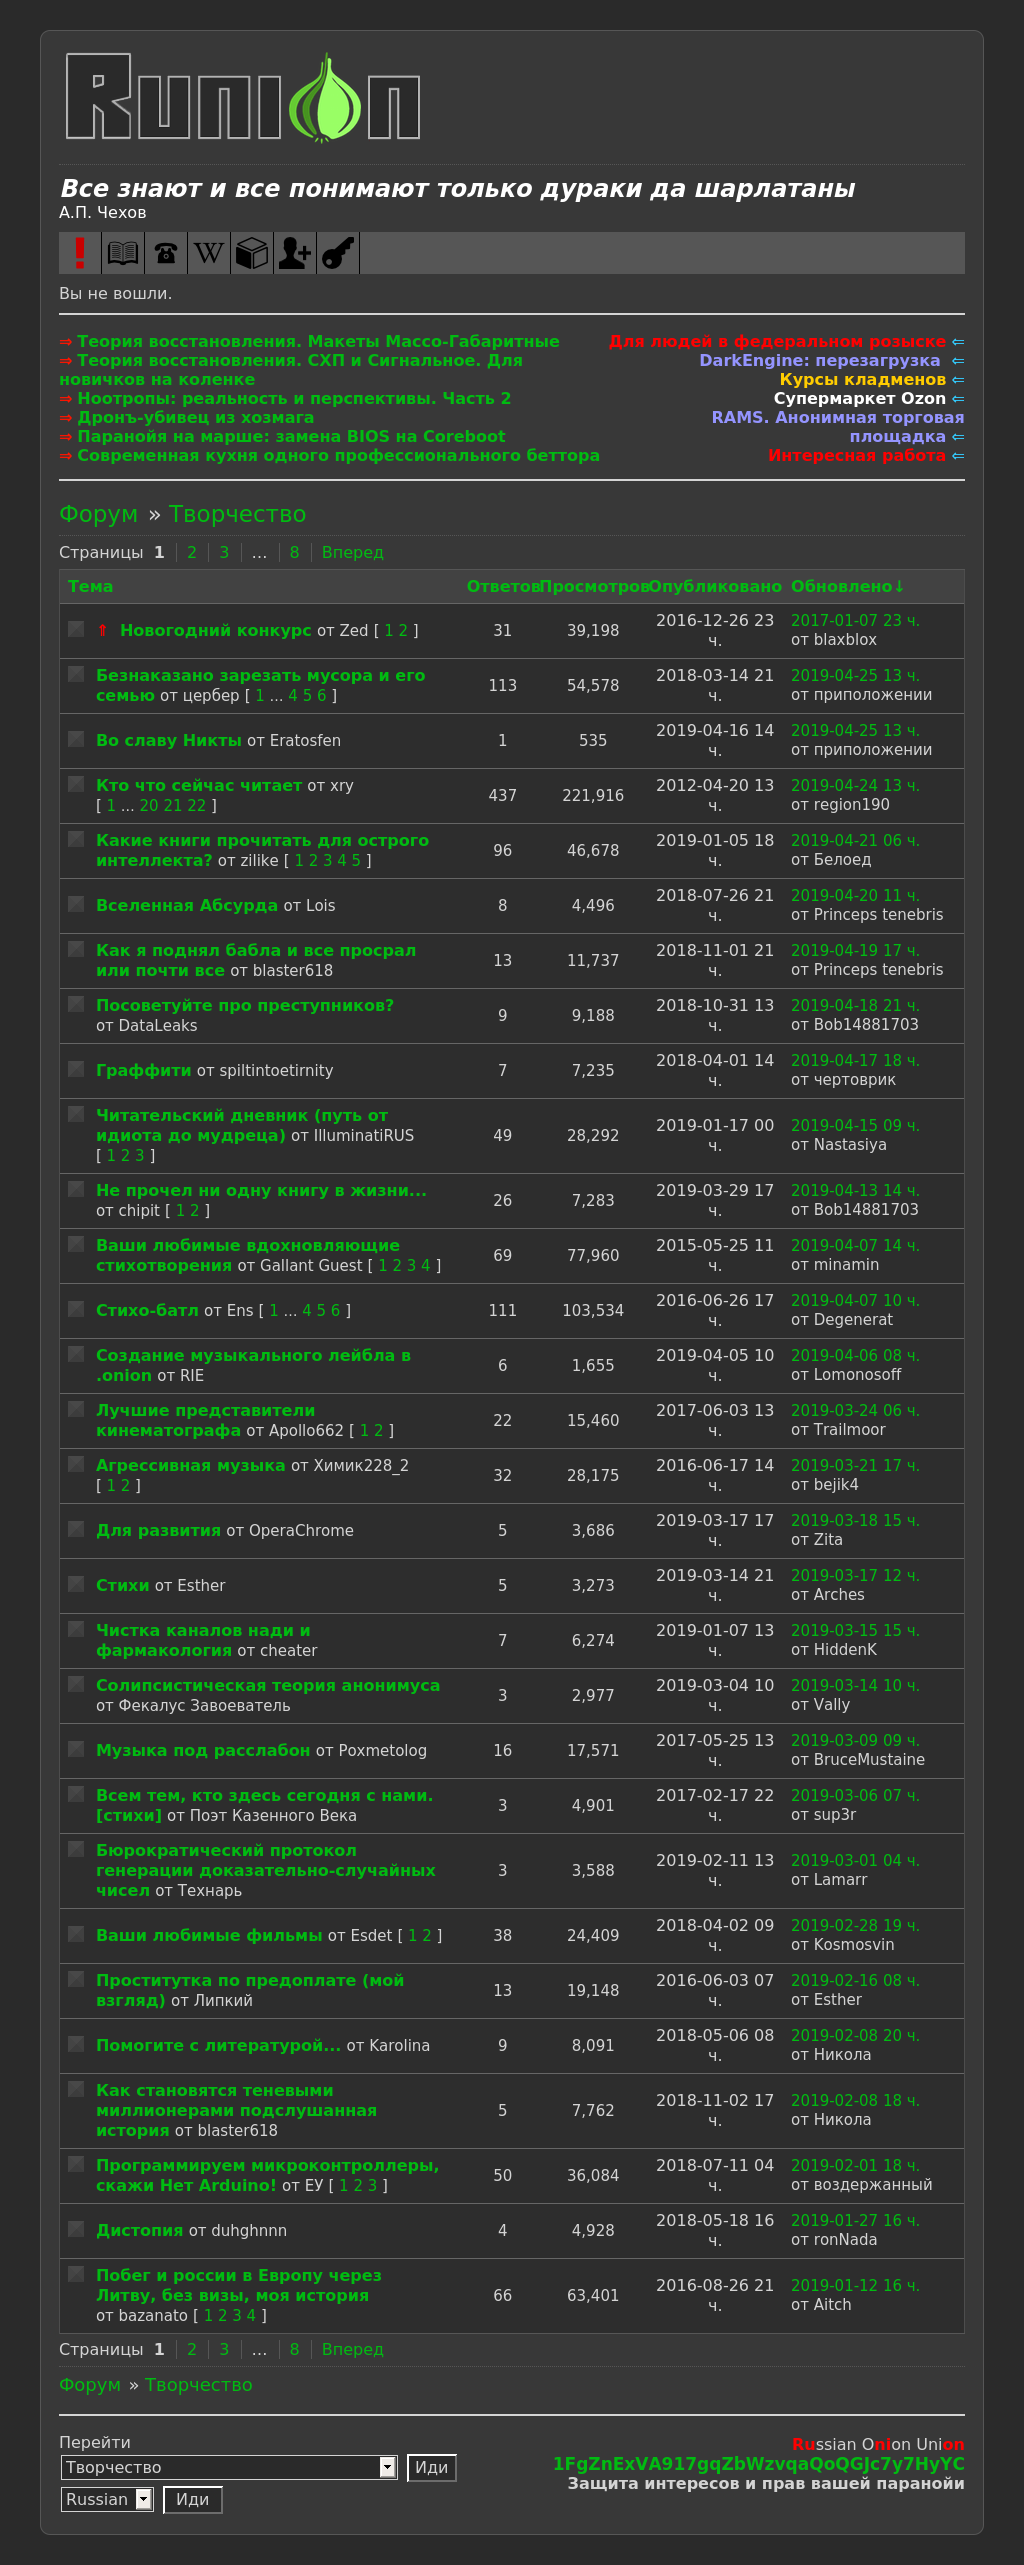 Runion
Все знают и все понимают только дураки да шарлатаны
А.П. Чехов
Вы не вошли.
⇒ Теория восстановления. Макеты Массо-Габаритные
⇒ Теория восстановления. СХП и Сигнальное. Для
новичков на коленке
⇒ Ноотропы: реальность и перспективы. Часть 2
⇒ Дронъ-убивец из хозмага
⇒ Паранойя на марше: замена BIOS на Coreboot
⇒ Современная кухня одного профессионального беттора
Для людей в федеральном розыске ⇐
DarkEngine: перезагрузка ⇐
Курсы кладменов ⇐
Супермаркет Ozon ⇐
RAMS. Анонимная торговая
площадка ⇐
Интересная работа ⇐
Форум » Творчество
Страницы 1 2 3 … 8 Вперед
Тема Ответов Просмотров Опубликовано Обновлено↓
⇑ Новогодний конкурс от Zed [ 1 2 ] 31 39,198 2016-12-26 23 ч. 2017-01-07 23 ч.
от blaxblox
Безнаказано зарезать мусора и его 113 54,578 2018-03-14 21 ч. 2019-04-25 13 ч.
семью от цербер [ 1 ... 4 5 6 ] от приположении
Во славу Никты от Eratosfen 1 535 2019-04-16 14 ч. 2019-04-25 13 ч.
от приположении
Кто что сейчас читает от xry 437 221,916 2012-04-20 13 ч. 2019-04-24 13 ч.
[ 1 ... 20 21 22 ] от region190
Какие книги прочитать для острого 96 46,678 2019-01-05 18 ч. 2019-04-21 06 ч.
интеллекта? от zilike [ 1 2 3 4 5 ] от Белоед
Вселенная Абсурда от Lois 8 4,496 2018-07-26 21 ч. 2019-04-20 11 ч.
от Princeps tenebris
Как я поднял бабла и все просрал 13 11,737 2018-11-01 21 ч. 2019-04-19 17 ч.
или почти все от blaster618 от Princeps tenebris
Посоветуйте про преступников? 9 9,188 2018-10-31 13 ч. 2019-04-18 21 ч.
от DataLeaks от Bob14881703
Граффити от spiltintoetirnity 7 7,235 2018-04-01 14 ч. 2019-04-17 18 ч.
от чертоврик
Читательский дневник (путь от
идиота до мудреца) от IlluminatiRUS 49 28,292 2019-01-17 00 ч. 2019-04-15 09 ч.
[ 1 2 3 ] от Nastasiya
Не прочел ни одну книгу в жизни... 26 7,283 2019-03-29 17 ч. 2019-04-13 14 ч.
от chipit [ 1 2 ] от Bob14881703
Ваши любимые вдохновляющие 69 77,960 2015-05-25 11 ч. 2019-04-07 14 ч.
стихотворения от Gallant Guest [ 1 2 3 4 ] от minamin
Стихо-батл от Ens [ 1 ... 4 5 6 ] 111 103,534 2016-06-26 17 ч. 2019-04-07 10 ч.
от Degenerat
Создание музыкального лейбла в 6 1,655 2019-04-05 10 ч. 2019-04-06 08 ч.
.onion от RIE от Lomonosoff
Лучшие представители 22 15,460 2017-06-03 13 ч. 2019-03-24 06 ч.
кинематографа от Apollo662 [ 1 2 ] от Trailmoor
Агрессивная музыка от Химик228_2 32 28,175 2016-06-17 14 ч. 2019-03-21 17 ч.
[ 1 2 ] от bejik4
Для развития от OperaChrome 5 3,686 2019-03-17 17 ч. 2019-03-18 15 ч.
от Zita
Стихи от Esther 5 3,273 2019-03-14 21 ч. 2019-03-17 12 ч.
от Arches
Чистка каналов нади и 7 6,274 2019-01-07 13 ч. 2019-03-15 15 ч.
фармакология от cheater от HiddenK
Солипсистическая теория анонимуса 3 2,977 2019-03-04 10 ч. 2019-03-14 10 ч.
от Фекалус Завоеватель от Vally
Музыка под расслабон от Poxmetolog 16 17,571 2017-05-25 13 ч. 2019-03-09 09 ч.
от BruceMustaine
Всем тем, кто здесь сегодня с нами. 3 4,901 2017-02-17 22 ч. 2019-03-06 07 ч.
[стихи] от Поэт Казенного Века от sup3r
Бюрократический протокол
генерации доказательно-случайных 3 3,588 2019-02-11 13 ч. 2019-03-01 04 ч.
чисел от Технарь от Lamarr
Ваши любимые фильмы от Esdet [ 1 2 ] 38 24,409 2018-04-02 09 ч. 2019-02-28 19 ч.
от Kosmosvin
Проститутка по предоплате (мой 13 19,148 2016-06-03 07 ч. 2019-02-16 08 ч.
взгляд) от Липкий от Esther
Помогите с литературой... от Karolina 9 8,091 2018-05-06 08 ч. 2019-02-08 20 ч.
от Никола
Как становятся теневыми
миллионерами подслушанная 5 7,762 2018-11-02 17 ч. 2019-02-08 18 ч.
история от blaster618 от Никола
Программируем микроконтроллеры, 50 36,084 2018-07-11 04 ч. 2019-02-01 18 ч.
скажи Нет Arduino! от ЕУ [ 1 2 3 ] от воздержанный
Дистопия от duhghnnn 4 4,928 2018-05-18 16 ч. 2019-01-27 16 ч.
от ronNada
Побег и россии в Европу через
Литву, без визы, моя история 66 63,401 2016-08-26 21 ч. 2019-01-12 16 ч.
от bazanato [ 1 2 3 4 ] от Aitch
Страницы 1 2 3 … 8 Вперед
Форум » Творчество
Перейти
Творчество Иди
Russian Иди
Russian Onion Union
1FgZnExVA917gqZbWzvqaQoQGJc7y7HyYC
Защита интересов и прав вашей паранойи